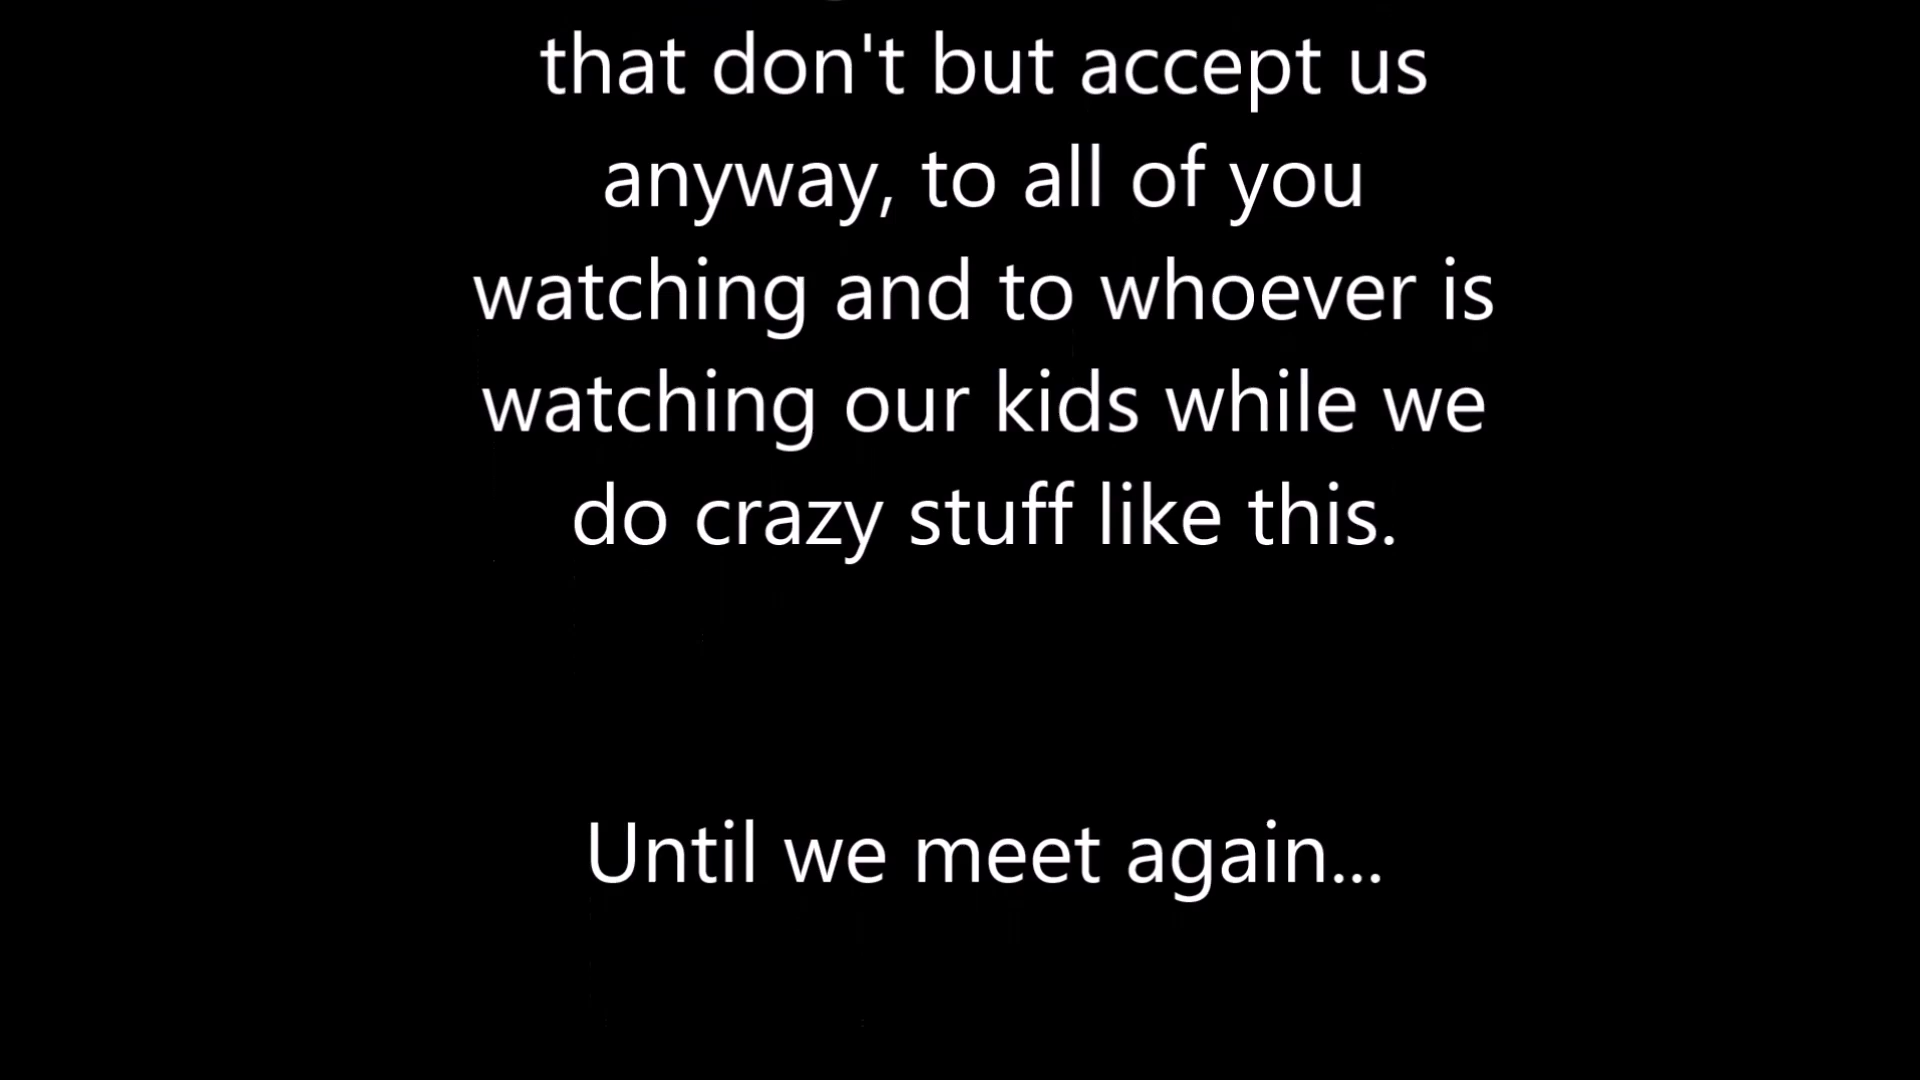 that don't but accept us
anyway, to all of you
watching and to whoever is
watching our kids while we
do crazy stuff like this.
Until we meet again...